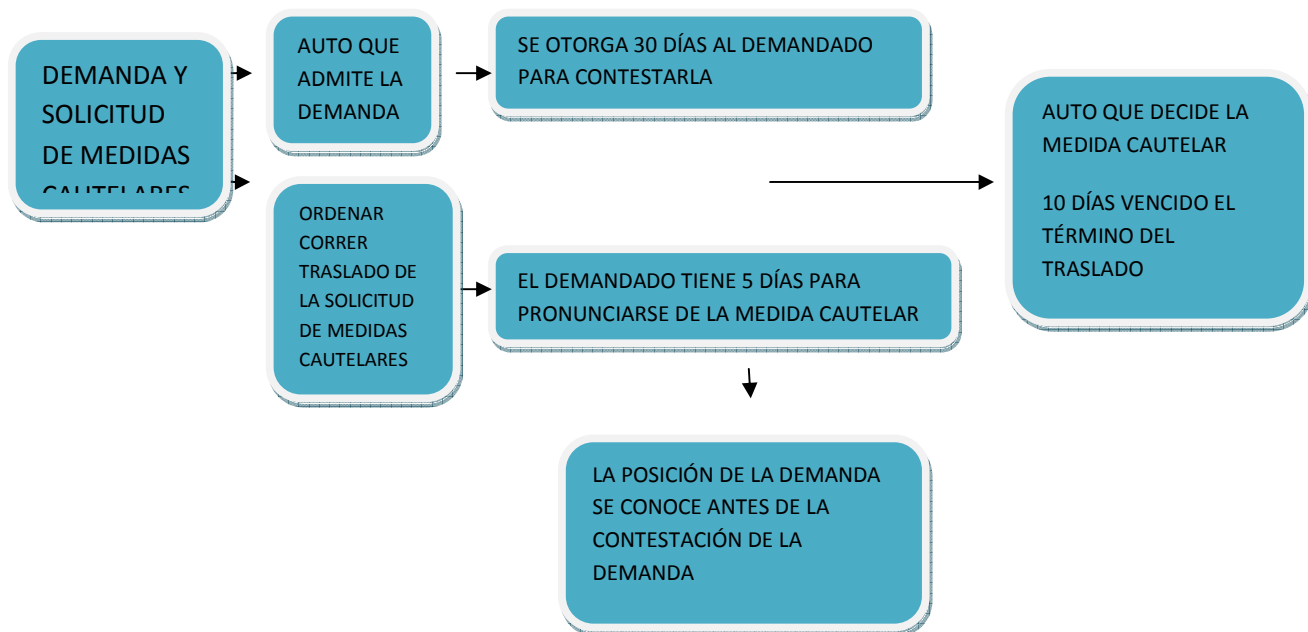 DEMANDA Y
SOLICITUD
DE MEDIDAS
CAUTELARES
AUTO QUE
ADMITE LA
DEMANDA
SE OTORGA 30 DÍAS AL DEMANDADO
PARA CONTESTARLA
ORDENAR
CORRER
TRASLADO DE
LA SOLICITUD
DE MEDIDAS
CAUTELARES
EL DEMANDADO TIENE 5 DÍAS PARA
PRONUNCIARSE DE LA MEDIDA CAUTELAR
AUTO QUE DECIDE LA
MEDIDA CAUTELAR
10 DÍAS VENCIDO EL
TÉRMINO DEL
TRASLADO
LA POSICIÓN DE LA DEMANDA
SE CONOCE ANTES DE LA
CONTESTACIÓN DE LA
DEMANDA